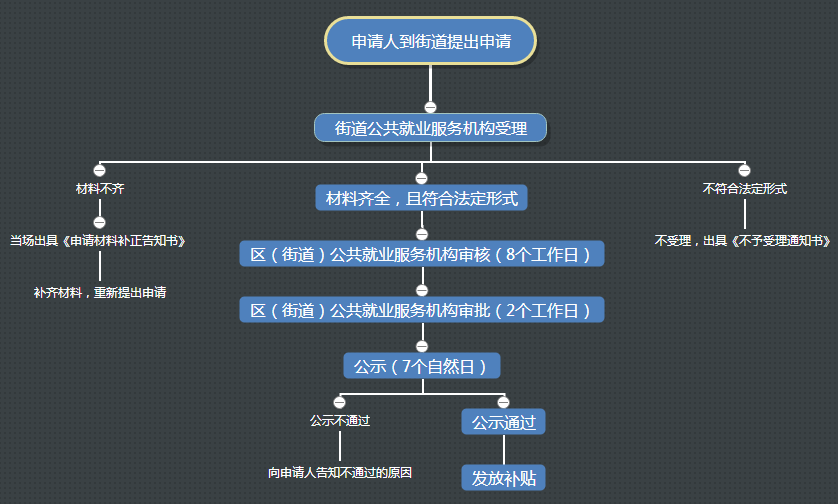 申请人到街道提出申请
街道公共就业服务机构受理
材料不齐
材料齐全，且符合法定形式
不符合法定形式
当场出具《申请材料补正告知书》
区（街道）公共就业服务机构审核（8个工作日）
不受理，出具《不予受理通知书》
补齐材料，重新提出申请
区（街道）公共就业服务机构审批（2个工作日）
公示（7个自然日）
公示不通过
公示通过
向申请人告知不通过的原因
发放补贴